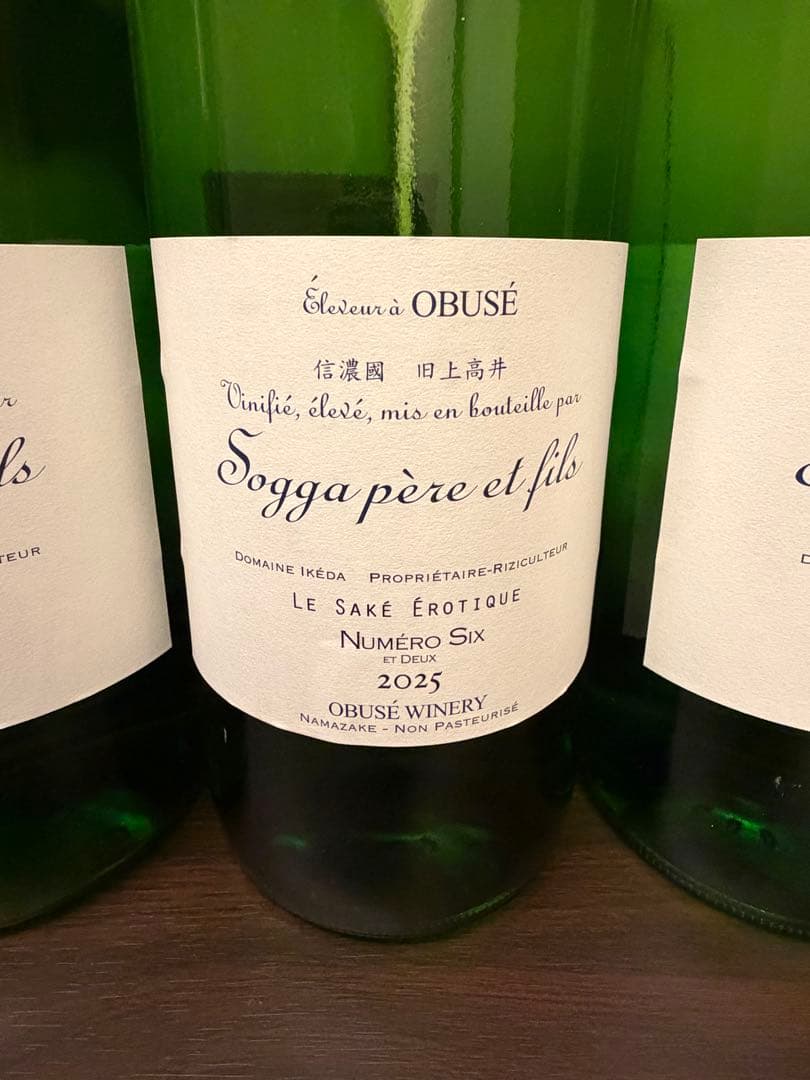 Éleveur à OBUSÉ
信濃國 旧上高井
Vinifié, élevé, mis en bouteille par
Sogga père et fils
DOMAINE IKÉDA PROPRIÉTAIRE-RIZICULTEUR
LE SAKÉ ÉROTIQUE
NUMÉRO SIX
ET DEUX
2025
OBUSÉ WINERY
NAMAZAKE - NON PASTEURISÉ